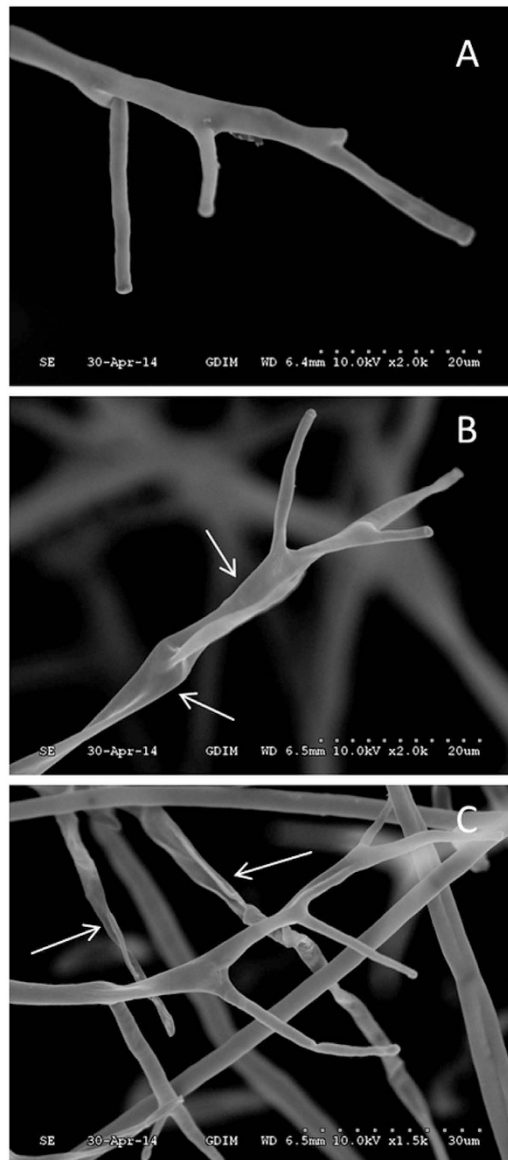 A
SE 30-Apr-14 GDIM WD 6.4mm 10.0kV x2.0k 20um
B
SE 30-Apr-14 GDIM WD 6.5mm 10.0kV x2.0k 20um
C
SE 30-Apr-14 GDIM WD 6.5mm 10.0kV x1.5k 30um